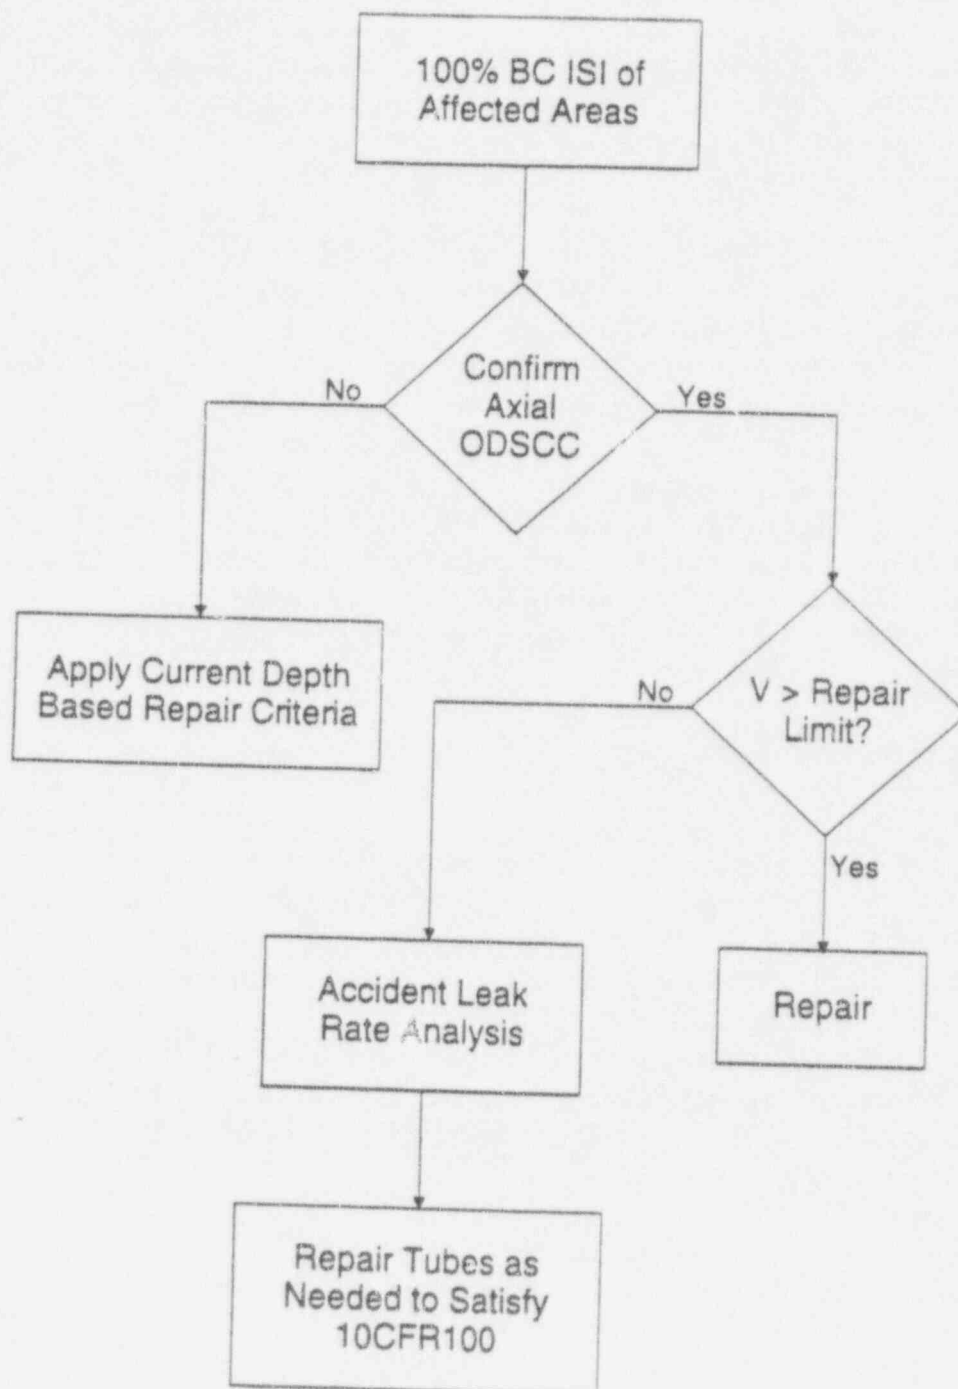 100% BC ISI of
Affected Areas
Confirm
Axial
ODSCC
No
Yes
Apply Current Depth
Based Repair Criteria
V > Repair
Limit?
No
Yes
Accident Leak
Rate Analysis
Repair
Repair Tubes as
Needed to Satisfy
10CFR100